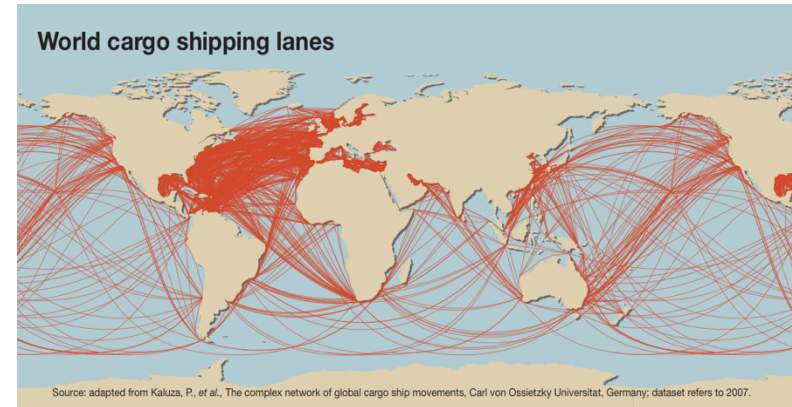 World cargo shipping lanes
Source: adapted from Kaluza, P., et al., The complex network of global cargo ship movements, Carl von Ossietzky Universitat, Germany; dataset refers to 2007.